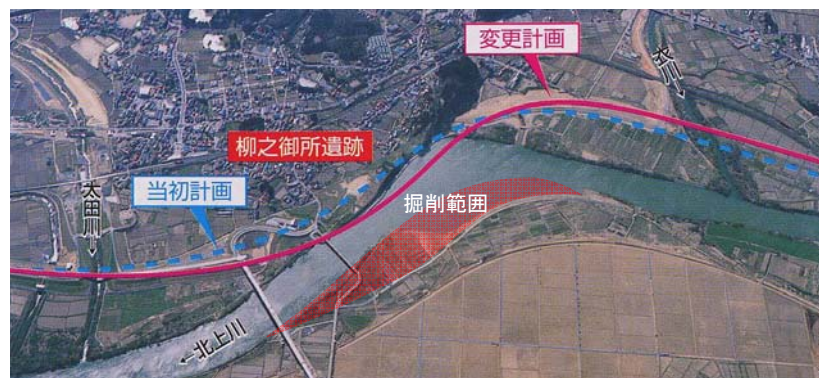 変更計画
衣川→
柳之御所遺跡
当初計画
掘削範囲
太田川→
←北上川